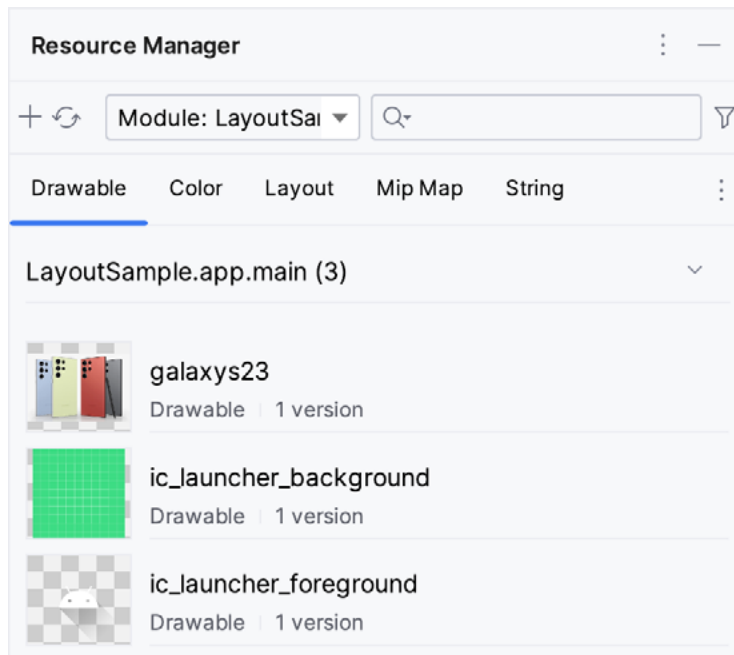 Resource Manager
Module: LayoutSa
Drawable Color Layout Mip Map String
LayoutSample.app.main (3)
galaxys23
Drawable 1 version
ic_launcher_background
Drawable 1 version
ic_launcher_foreground
Drawable 1 version